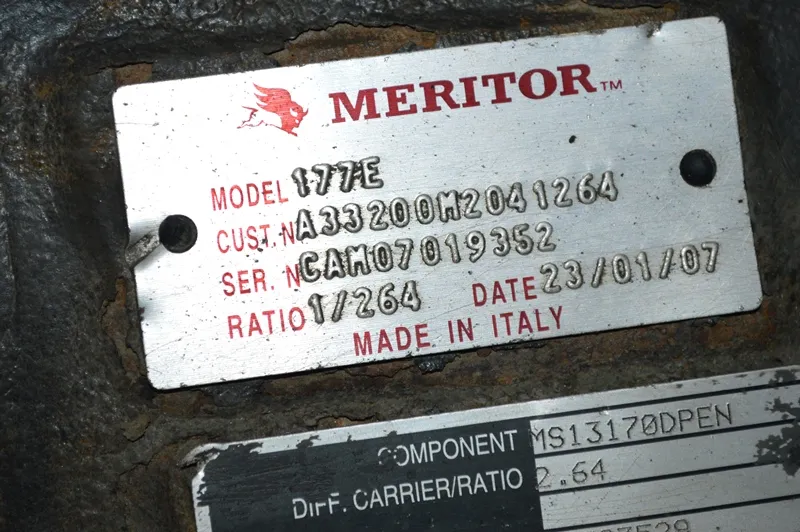 MERITOR™
MODEL 177E
CUST.N A33200M2041264
SER. N CAM07019352
RATIO 1/264 DATE 23/01/07
MADE IN ITALY
COMPONENT MS13170DPEN
DIFF. CARRIER/RATIO 2.64